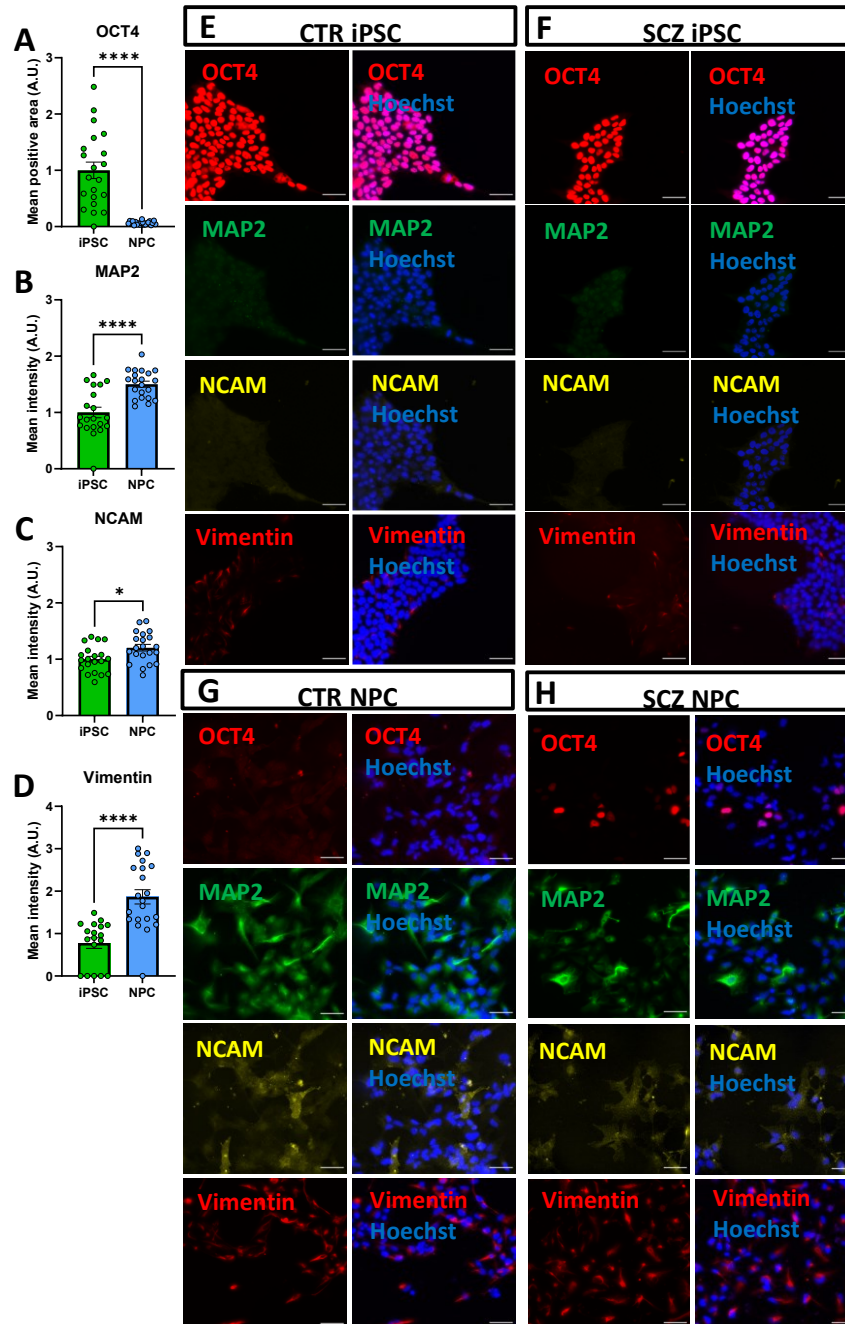 A
OCT4
Mean positive area (A.U.)
3
2
1
0
****
iPSC NPC
B
MAP2
Mean intensity (A.U.)
3
2
1
0
****
iPSC NPC
C
NCAM
Mean intensity (A.U.)
3
2
1
0
*
iPSC NPC
D
Vimentin
Mean intensity (A.U.)
4
3
2
1
0
****
iPSC NPC
E CTR iPSC
OCT4
OCT4
Hoechst
MAP2
MAP2
Hoechst
NCAM
NCAM
Hoechst
Vimentin
Vimentin
Hoechst
F SCZ iPSC
OCT4
OCT4
Hoechst
MAP2
MAP2
Hoechst
NCAM
NCAM
Hoechst
Vimentin
Vimentin
Hoechst
G CTR NPC
OCT4
OCT4
Hoechst
MAP2
MAP2
Hoechst
NCAM
NCAM
Hoechst
Vimentin
Vimentin
Hoechst
H SCZ NPC
OCT4
OCT4
Hoechst
MAP2
MAP2
Hoechst
NCAM
NCAM
Hoechst
Vimentin
Vimentin
Hoechst